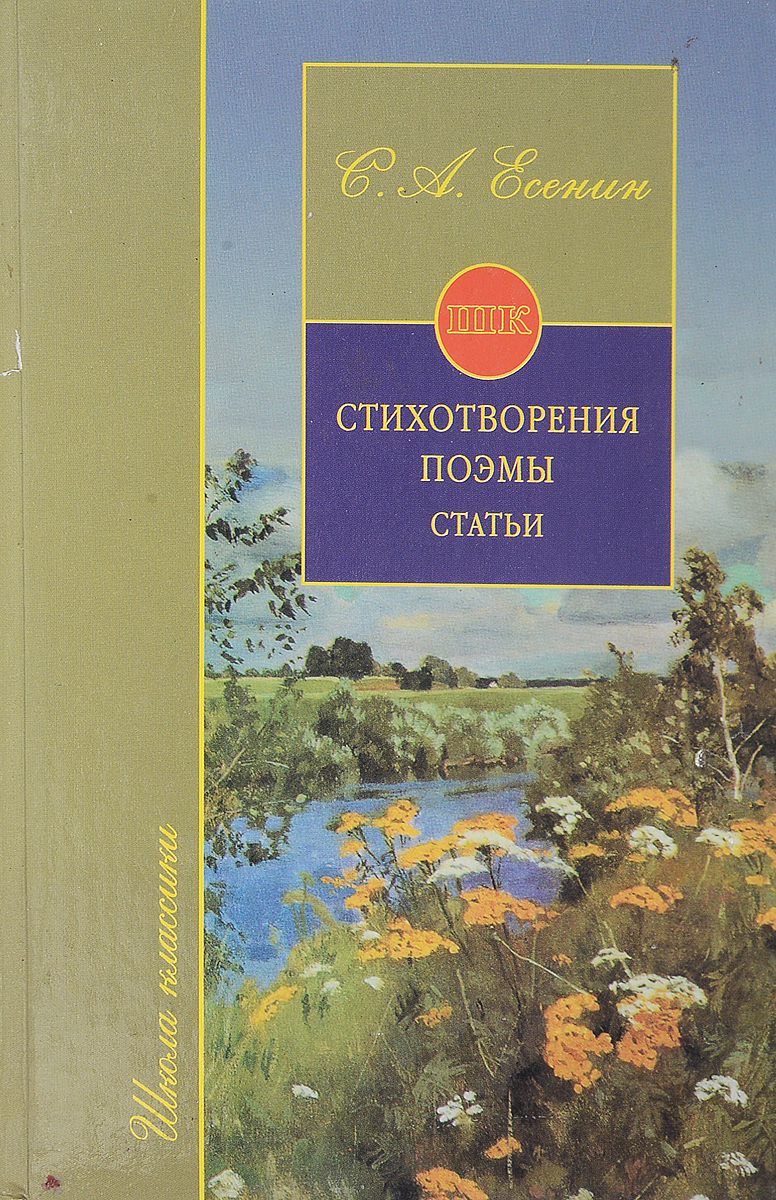 С. А. Есенин
ШК
СТИХОТВОРЕНИЯ
ПОЭМЫ
СТАТЬИ
Школа классики